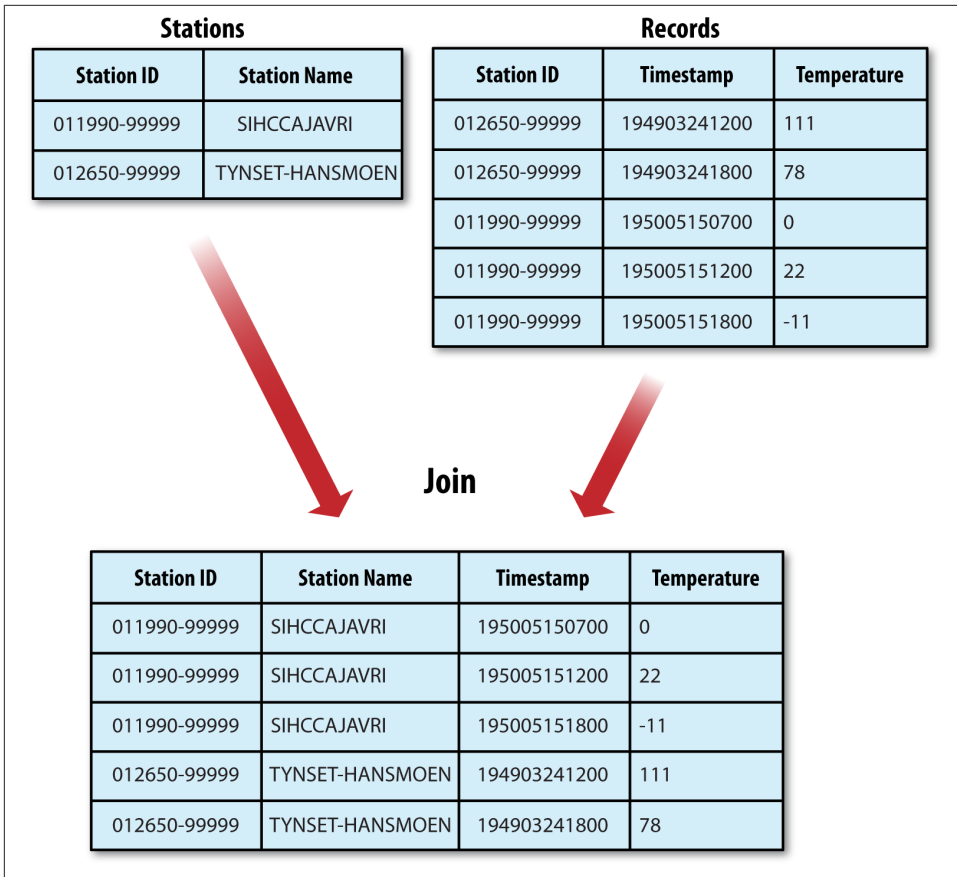 Stations
Station ID Station Name
011990-99999 SIHCCAJAVRI
012650-99999 TYNSET-HANSMOEN
Records
Station ID Timestamp Temperature
012650-99999 194903241200 111
012650-99999 194903241800 78
011990-99999 195005150700 0
011990-99999 195005151200 22
011990-99999 195005151800 -11
Join
Station ID Station Name Timestamp Temperature
011990-99999 SIHCCAJAVRI 195005150700 0
011990-99999 SIHCCAJAVRI 195005151200 22
011990-99999 SIHCCAJAVRI 195005151800 -11
012650-99999 TYNSET-HANSMOEN 194903241200 111
012650-99999 TYNSET-HANSMOEN 194903241800 78